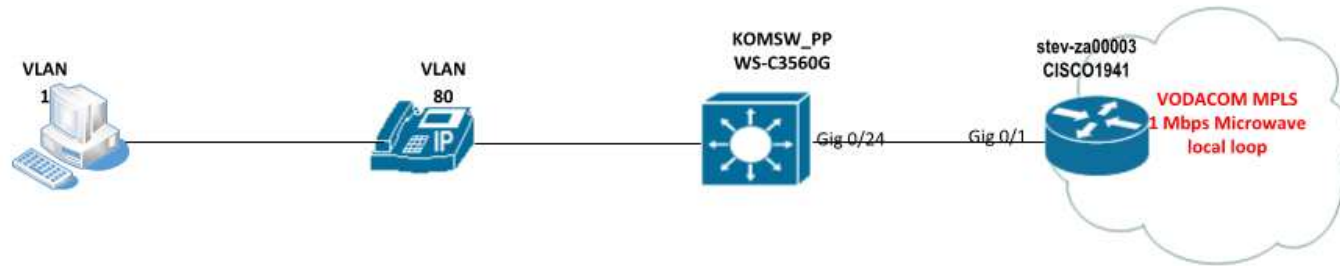 VLAN
1
VLAN
80
IP
KOMSW_PP
WS-C3560G
Gig 0/24
Gig 0/1
stev-za00003
CISCO1941
VODACOM MPLS
1 Mbps Microwave
local loop